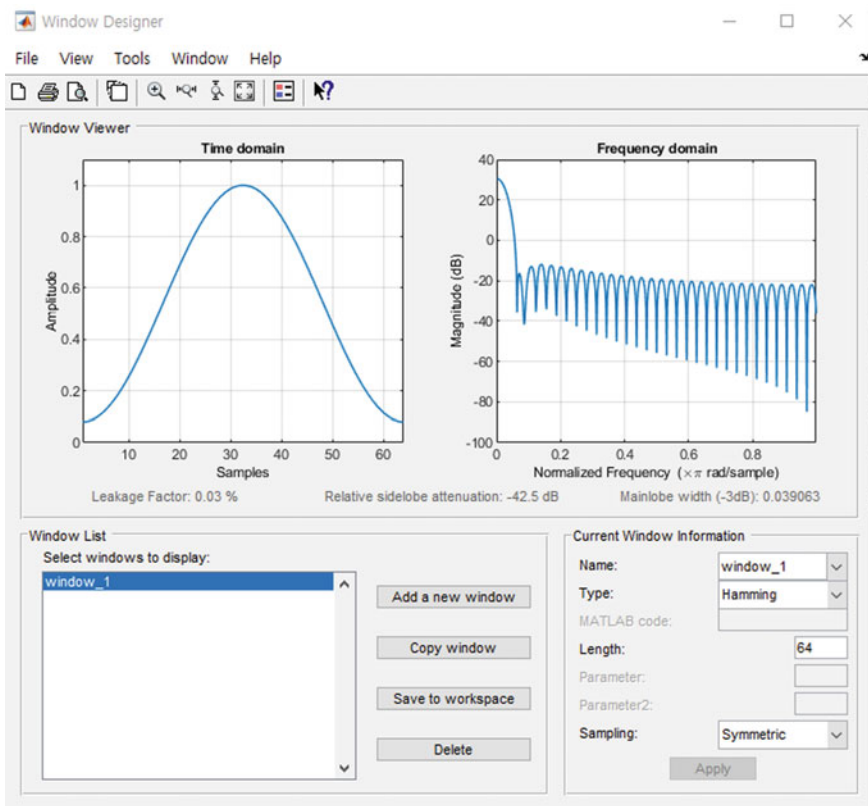 Window Designer
File View Tools Window Help
Window Viewer
Time domain
Amplitude
1
0.8
0.6
0.4
0.2
0
10 20 30 40 50 60
Samples
Frequency domain
Magnitude (dB)
40
20
0
-20
-40
-60
-80
-100
0 0.2 0.4 0.6 0.8
Normalized Frequency (×π rad/sample)
Leakage Factor: 0.03 %
Relative sidelobe attenuation: -42.5 dB
Mainlobe width (-3dB): 0.039063
Window List
Select windows to display:
window_1
Add a new window
Copy window
Save to workspace
Delete
Current Window Information
Name: window_1
Type: Hamming
MATLAB code:
Length: 64
Parameter:
Parameter2:
Sampling: Symmetric
Apply